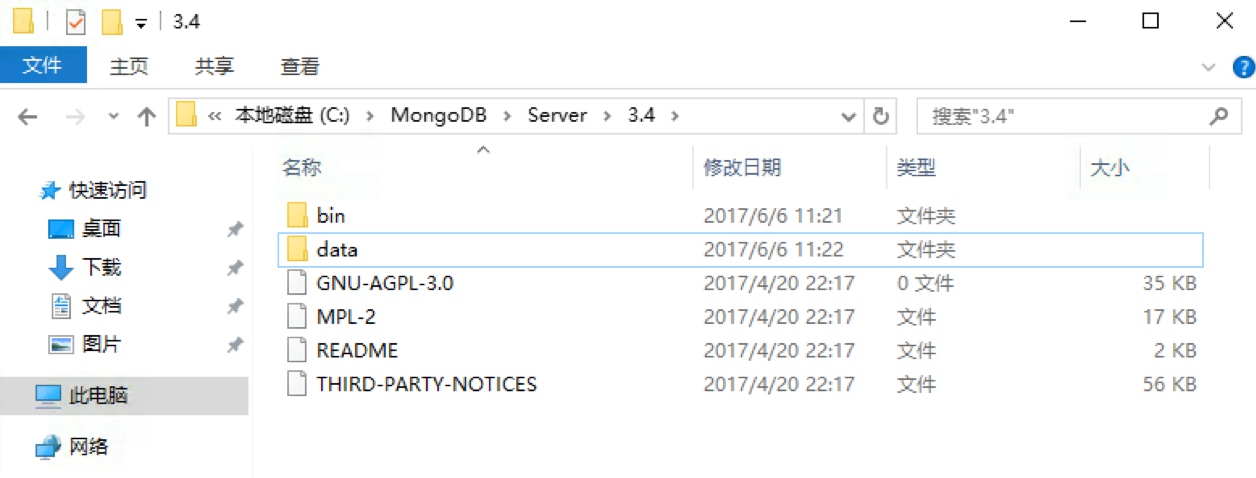 3.4
文件 主页 共享 查看
« 本地磁盘 (C:) › MongoDB › Server › 3.4 ›
搜索"3.4"
快速访问
桌面
下载
文档
图片
此电脑
网络
名称 修改日期 类型 大小
bin 2017/6/6 11:21 文件夹
data 2017/6/6 11:22 文件夹
GNU-AGPL-3.0 2017/4/20 22:17 0 文件 35 KB
MPL-2 2017/4/20 22:17 文件 17 KB
README 2017/4/20 22:17 文件 2 KB
THIRD-PARTY-NOTICES 2017/4/20 22:17 文件 56 KB